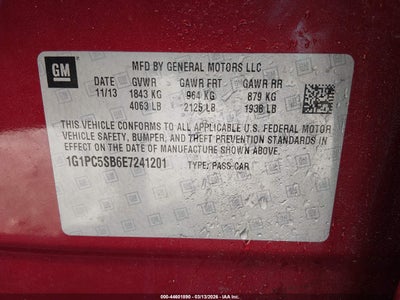 GM
MFD BY GENERAL MOTORS LLC
DATE GVWR GAWR FRT GAWR RR
11/13 1843 KG 964 KG 879 KG
4063 LB 2125 LB 1938 LB
THIS VEHICLE CONFORMS TO ALL APPLICABLE U.S. FEDERAL MOTOR
VEHICLE SAFETY, BUMPER, AND THEFT PREVENTION STANDARDS IN
EFFECT ON THE DATE OF MANUFACTURE SHOWN ABOVE.
1G1PC5SB6E7241201 TYPE: PASS CAR
000-44601890 - 03/13/2026 - IAA Inc.